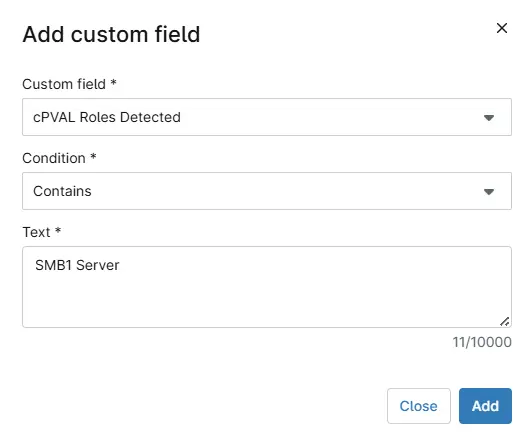 Add custom field
Custom field *
cPVAL Roles Detected
Condition *
Contains
Text *
SMB1 Server
11/10000
Close
Add